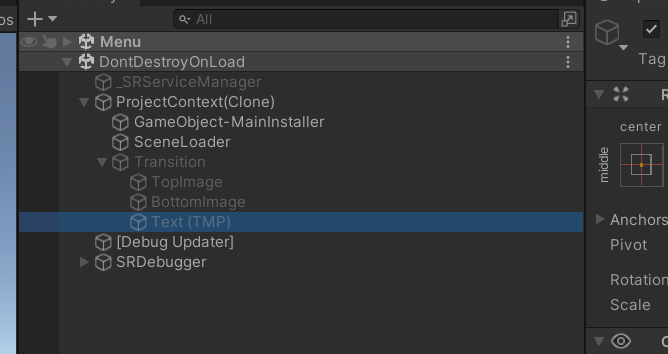 os
All
Menu
DontDestroyOnLoad
_SRServiceManager
ProjectContext(Clone)
GameObject-MainInstaller
SceneLoader
Transition
TopImage
BottomImage
Text (TMP)
[Debug Updater]
SRDebugger
Tag
R
center
middle
Anchors
Pivot
Rotation
Scale